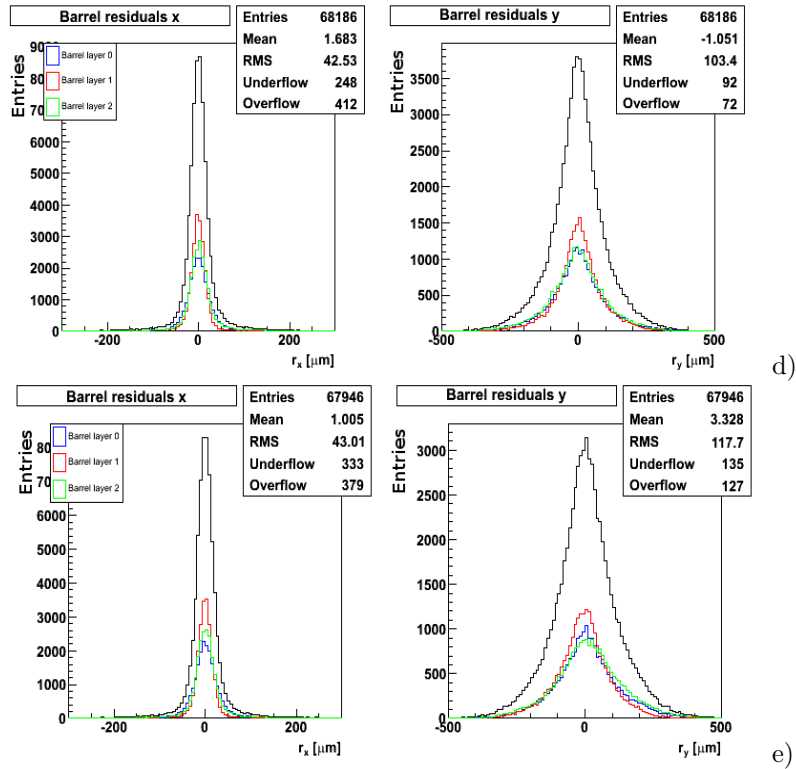 Barrel residuals x
Entries 68186
Mean 1.683
RMS 42.53
Underflow 248
Overflow 412
Barrel layer 0
Barrel layer 1
Barrel layer 2
Entries
6000
5000
4000
3000
2000
1000
0
-200 0 200
r_x [μm]
Barrel residuals y
Entries 68186
Mean -1.051
RMS 103.4
Underflow 92
Overflow 72
Entries
3500
3000
2500
2000
1500
1000
500
0
-500 0 500
r_y [μm]
d)
Barrel residuals x
Entries 67946
Mean 1.005
RMS 43.01
Underflow 333
Overflow 379
Barrel layer 0
Barrel layer 1
Barrel layer 2
Entries
6000
5000
4000
3000
2000
1000
0
-200 0 200
r_x [μm]
Barrel residuals y
Entries 67946
Mean 3.328
RMS 117.7
Underflow 135
Overflow 127
Entries
3000
2500
2000
1500
1000
500
0
-500 0 500
r_y [μm]
e)